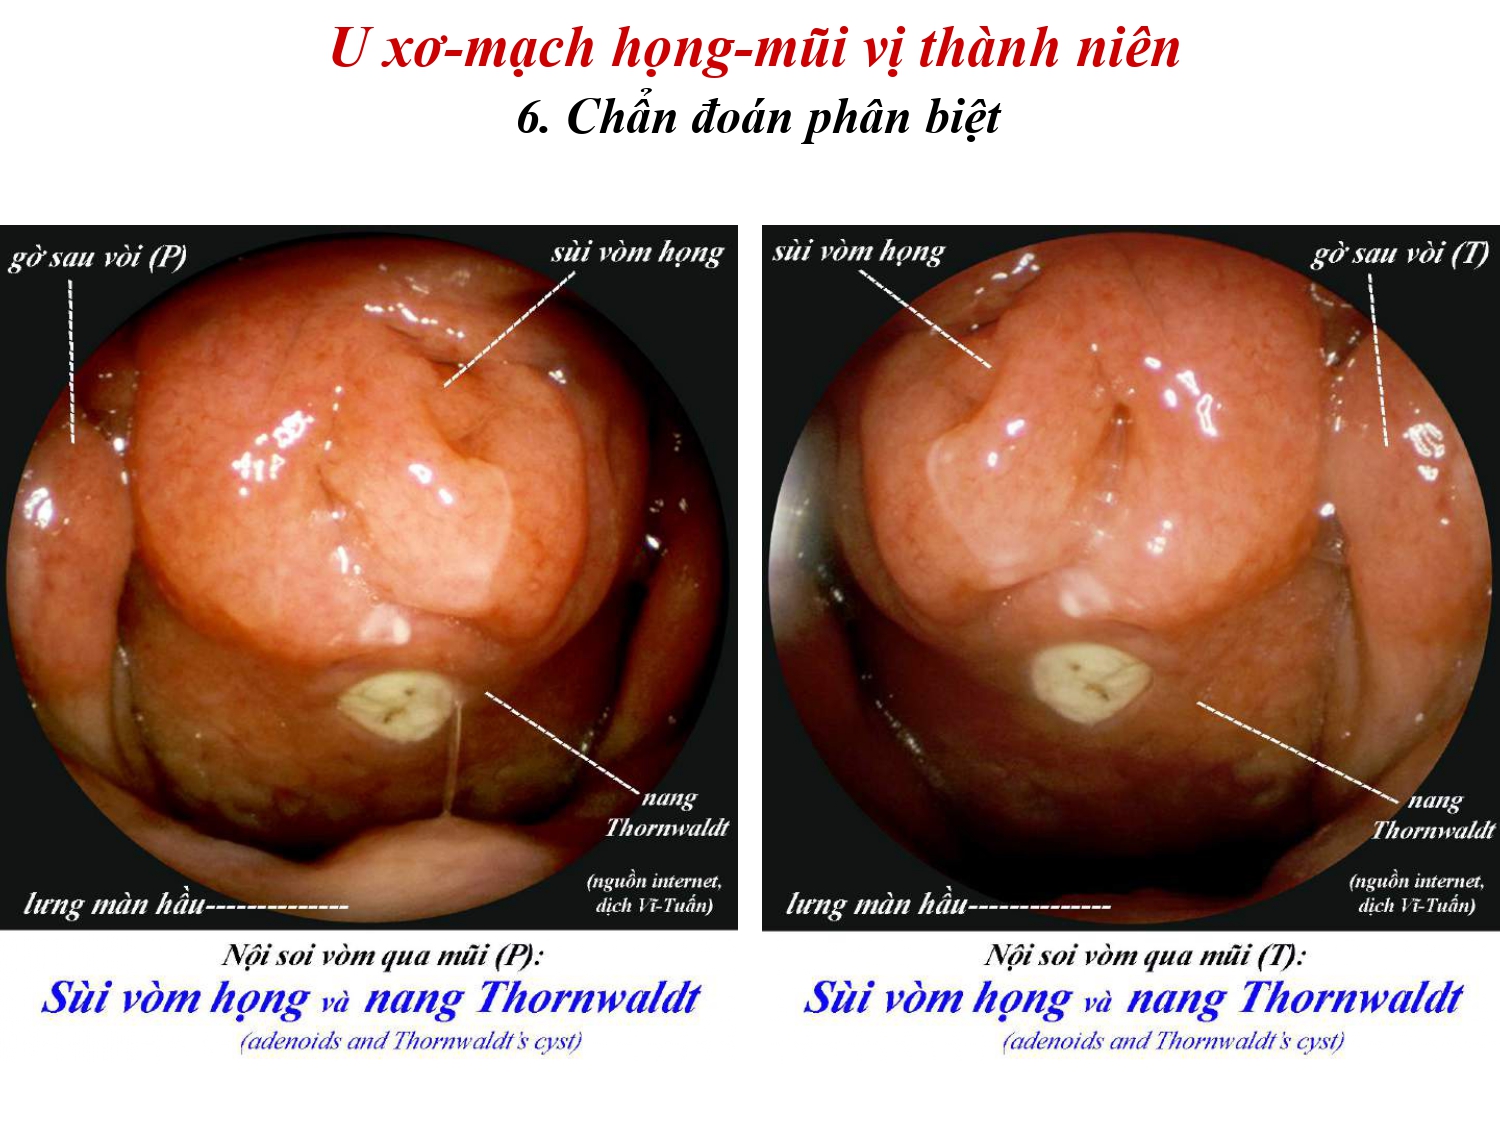 U xơ-mạch họng-mũi vị thành niên
6. Chẩn đoán phân biệt
gờ sau vòi (P)
sùi vòm họng
nang
Thornwaldt
(nguồn internet,
dịch Vĩ-Tuấn)
lưng màn hầu--------------
Nội soi vòm qua mũi (P):
Sùi vòm họng và nang Thornwaldt
(adenoids and Thornwaldt's cyst)
sùi vòm họng
gờ sau vòi (T)
nang
Thornwaldt
(nguồn internet,
dịch Vĩ-Tuấn)
lưng màn hầu--------------
Nội soi vòm qua mũi (T):
Sùi vòm họng và nang Thornwaldt
(adenoids and Thornwaldt's cyst)